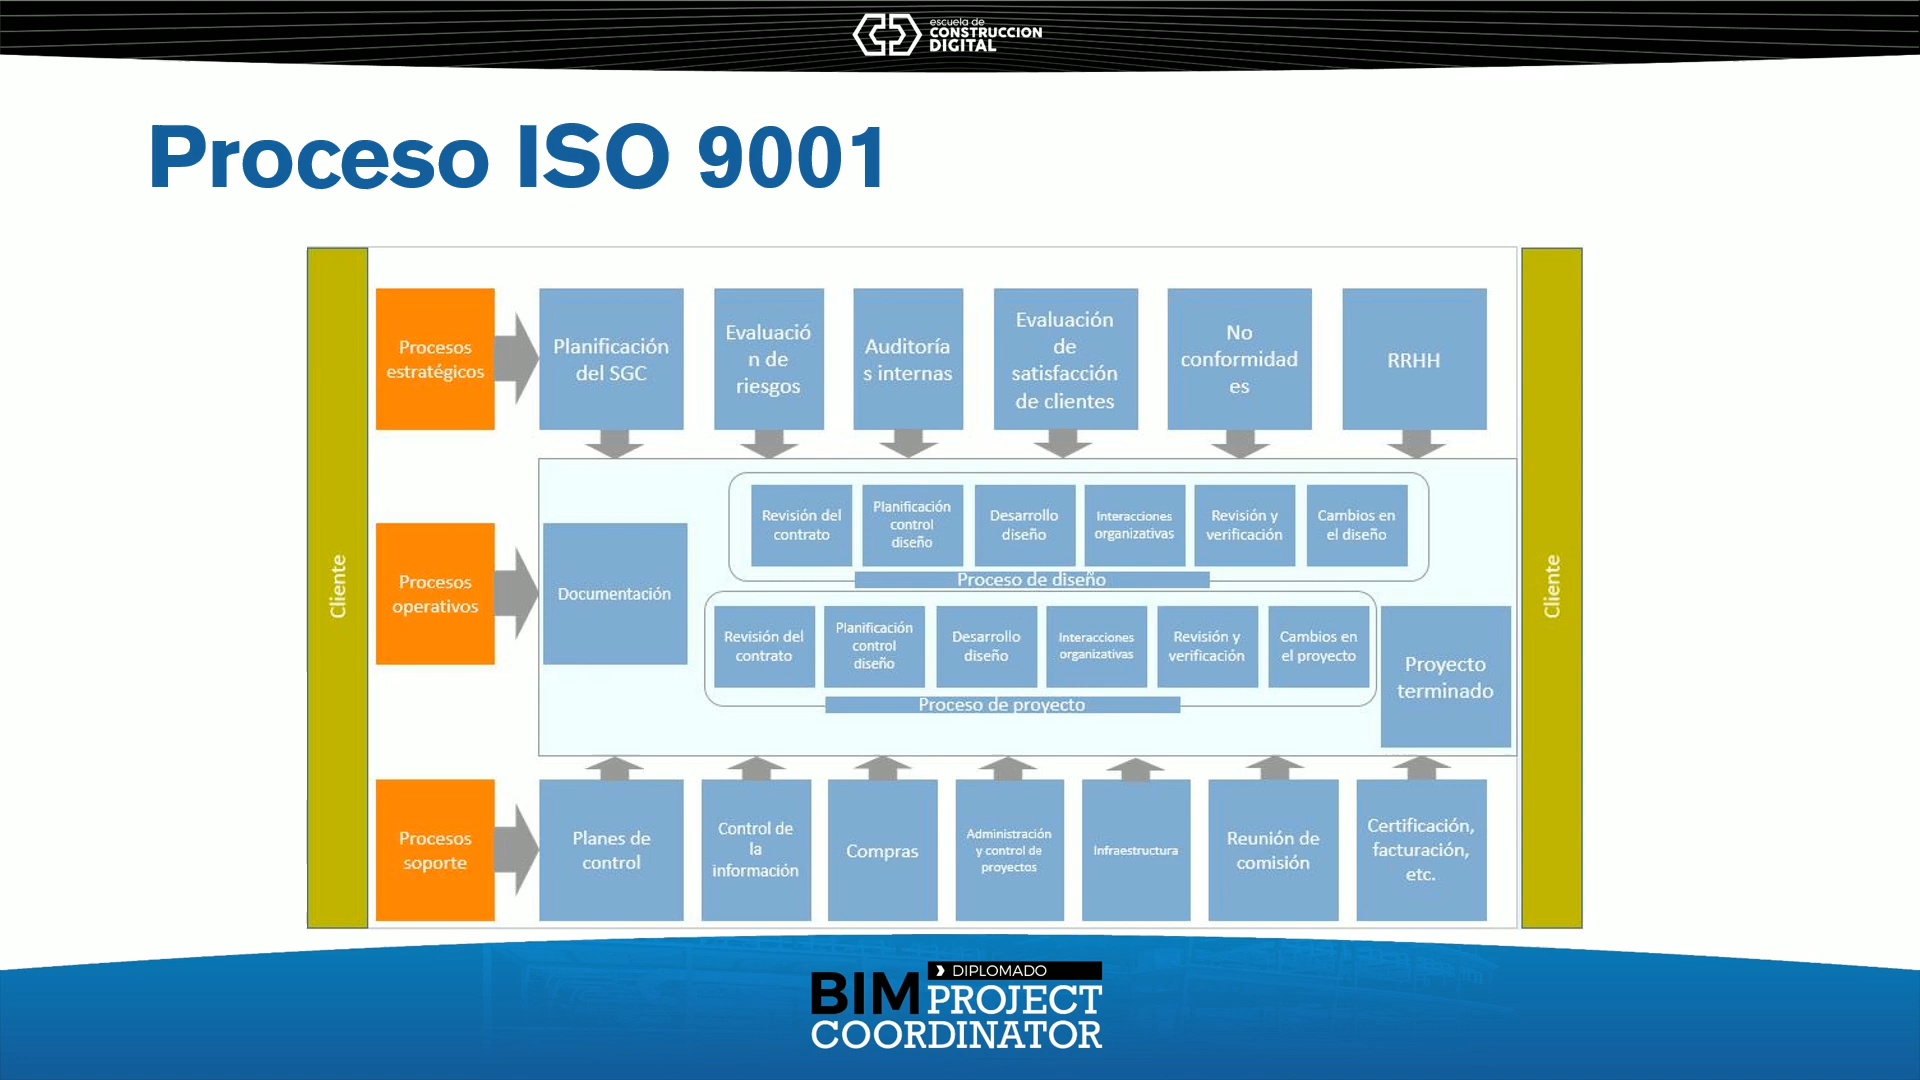 escuela de
CONSTRUCCION
DIGITAL
Proceso ISO 9001
Cliente
Procesos
estratégicos
Planificación
del SGC
Evaluació
n de
riesgos
Auditoría
s internas
Evaluación
de
satisfacción
de clientes
No
conformidad
es
RRHH
Procesos
operativos
Documentación
Revisión del
contrato
Planificación
control
diseño
Desarrollo
diseño
Interacciones
organizativas
Revisión y
verificación
Cambios en
el diseño
Proceso de diseño
Revisión del
contrato
Planificación
control
diseño
Desarrollo
diseño
Interacciones
organizativas
Revisión y
verificación
Cambios en
el proyecto
Proceso de proyecto
Proyecto
terminado
Procesos
soporte
Planes de
control
Control de
la
información
Compras
Administración
y control de
proyectos
Infraestructura
Reunión de
comisión
Certificación,
facturación,
etc.
Cliente
DIPLOMADO
BIM PROJECT
COORDINATOR